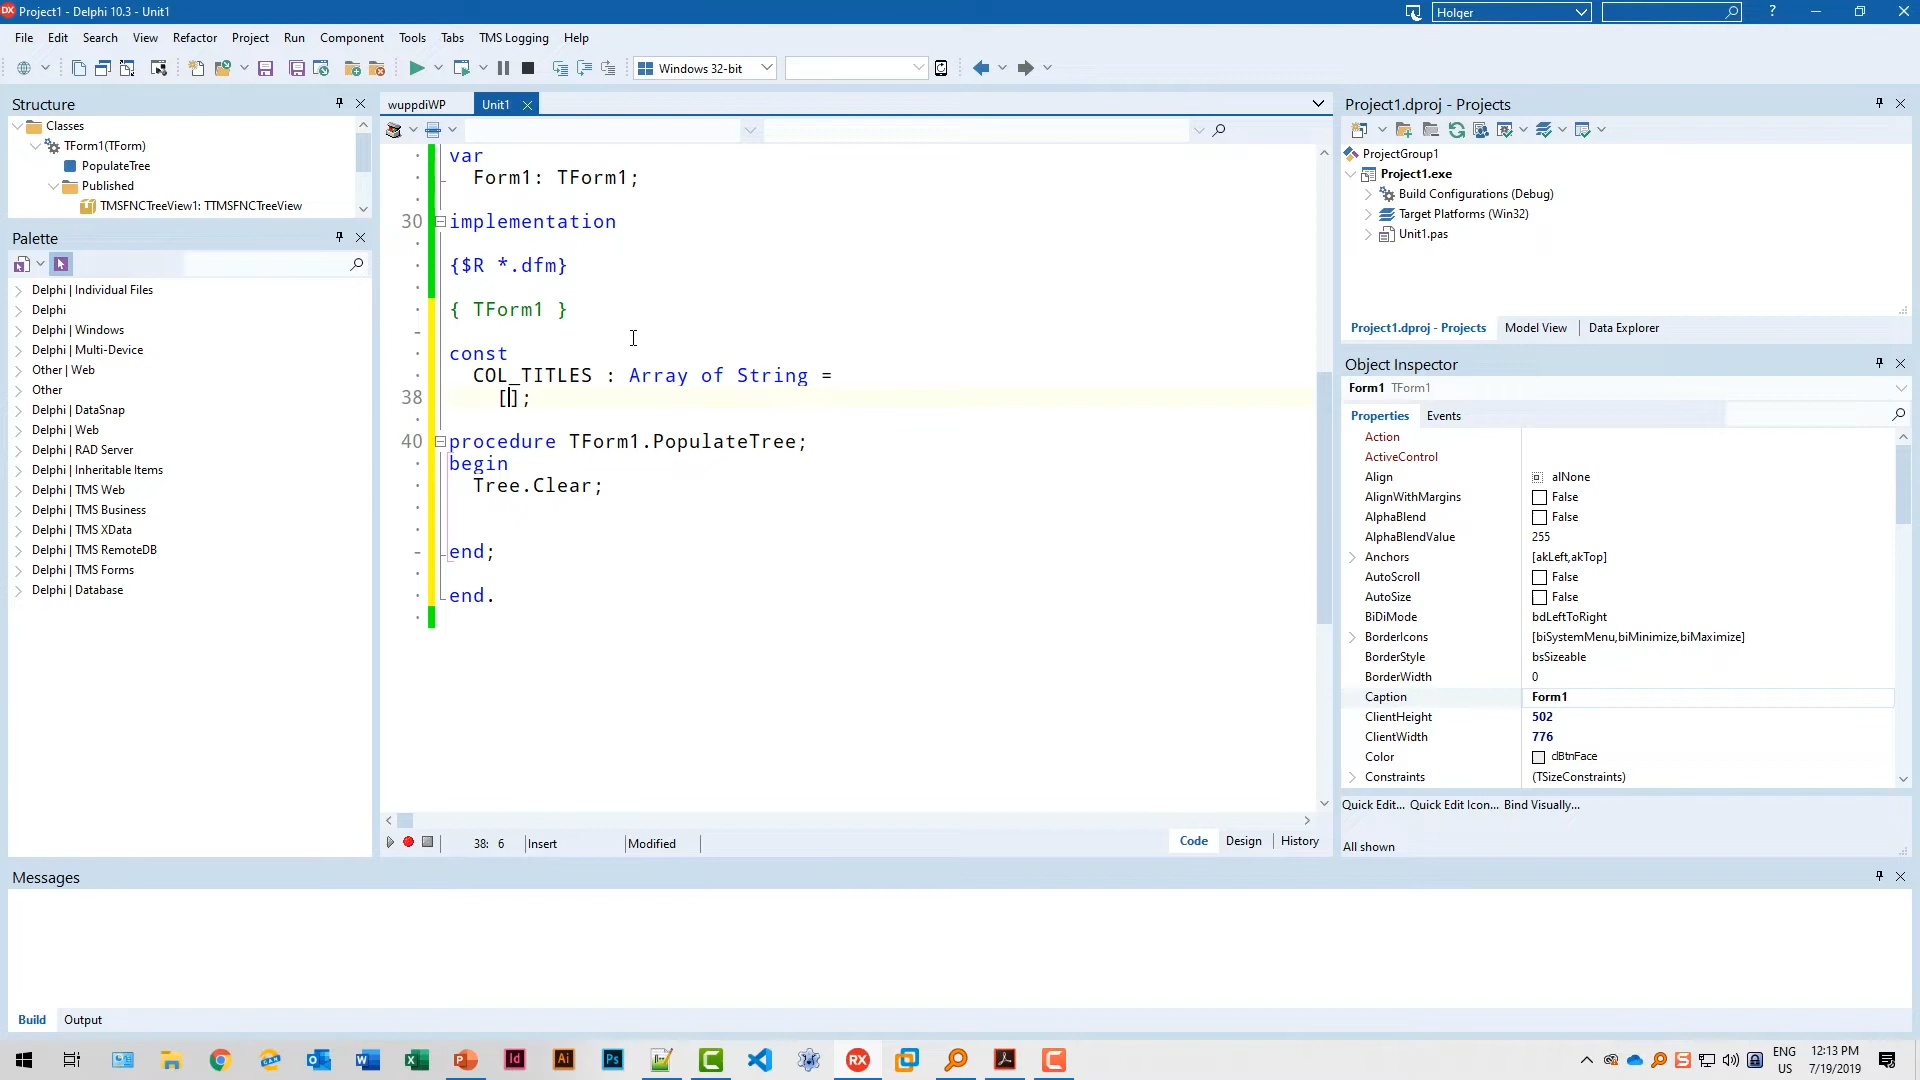 Project1 - Delphi 10.3 - Unit1
Holger
File Edit Search View Refactor Project Run Component Tools Tabs TMS Logging Help
Windows 32-bit
Structure
Classes
TForm1(TForm)
PopulateTree
Published
TMSFNCTreeView1: TTMSFNCTreeView
Palette
Delphi | Individual Files
Delphi
Delphi | Windows
Delphi | Multi-Device
Other | Web
Other
Delphi | DataSnap
Delphi | Web
Delphi | RAD Server
Delphi | Inheritable Items
Delphi | TMS Web
Delphi | TMS Business
Delphi | TMS XData
Delphi | TMS RemoteDB
Delphi | TMS Forms
Delphi | Database
wuppdiWP Unit1
var
Form1: TForm1;
30 implementation
{$R *.dfm}
{ TForm1 }
const
COL_TITLES : Array of String =
38 [];
40 procedure TForm1.PopulateTree;
begin
Tree.Clear;
end;
end.
38: 6 Insert Modified
Code Design History
Project1.dproj - Projects
ProjectGroup1
Project1.exe
Build Configurations (Debug)
Target Platforms (Win32)
Unit1.pas
Project1.dproj - Projects Model View Data Explorer
Object Inspector
Form1 TForm1
Properties Events
Action
ActiveControl
Align alNone
AlignWithMargins False
AlphaBlend False
AlphaBlendValue 255
Anchors [akLeft,akTop]
AutoScroll False
AutoSize False
BiDiMode bdLeftToRight
BorderIcons [biSystemMenu,biMinimize,biMaximize]
BorderStyle bsSizeable
BorderWidth 0
Caption Form1
ClientHeight 502
ClientWidth 776
Color clBtnFace
Constraints (TSizeConstraints)
Quick Edit... Quick Edit Icon... Bind Visually...
All shown
Messages
Build Output
ENG
US
12:13 PM
7/19/2019